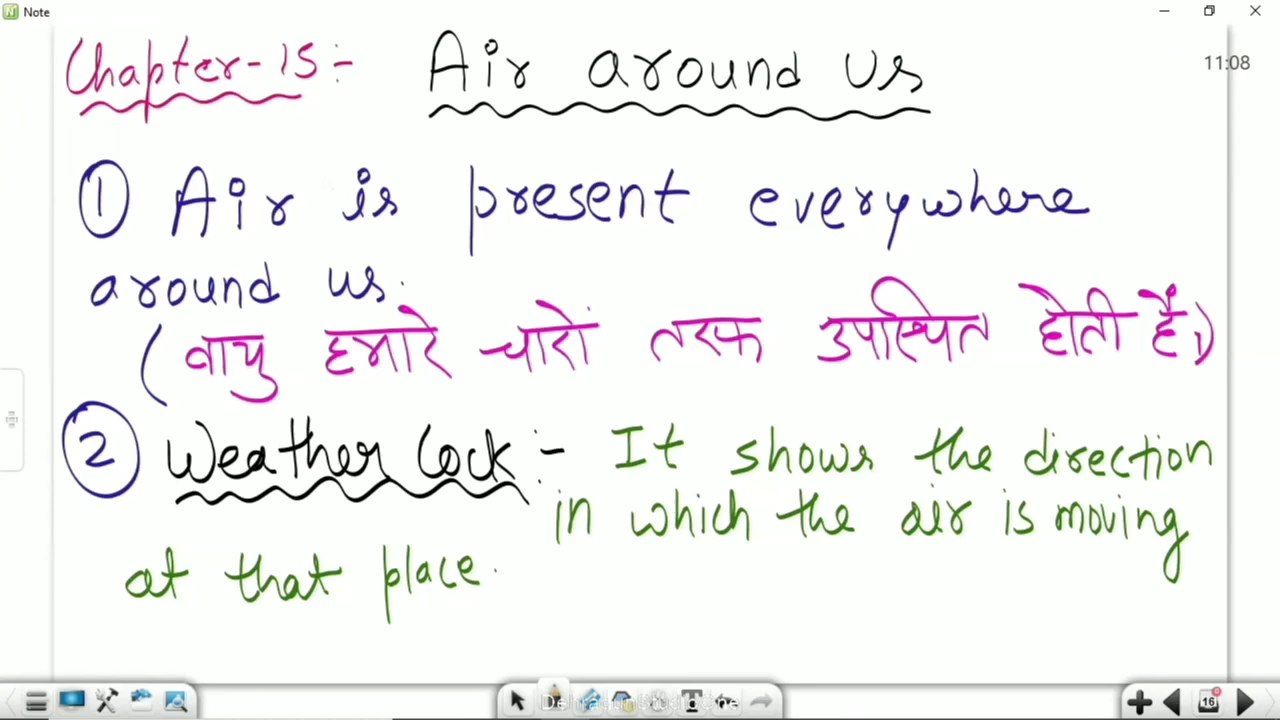 Note
11:08
Chapter-15:- Air around us
① Air is present everywhere
around us.
(वायु हमारे चारों तरफ उपस्थित होती है।)
② Weather Cock :- It shows the direction
in which the air is moving
at that place.
16